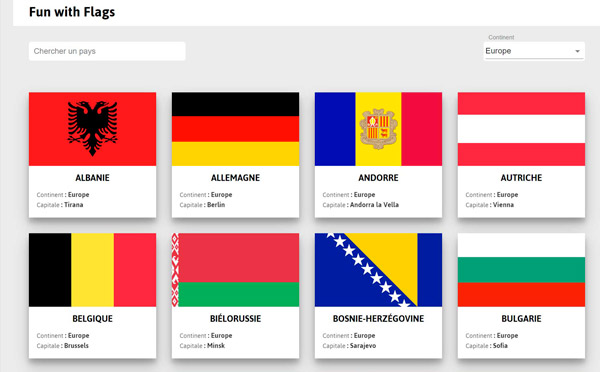 Fun with Flags
Continent
Chercher un pays
Europe
ALBANIE
Continent : Europe
Capitale : Tirana
ALLEMAGNE
Continent : Europe
Capitale : Berlin
ANDORRE
Continent : Europe
Capitale : Andorra la Vella
AUTRICHE
Continent : Europe
Capitale : Vienna
BELGIQUE
Continent : Europe
Capitale : Brussels
BIÉLORUSSIE
Continent : Europe
Capitale : Minsk
BOSNIE-HERZÉGOVINE
Continent : Europe
Capitale : Sarajevo
BULGARIE
Continent : Europe
Capitale : Sofia